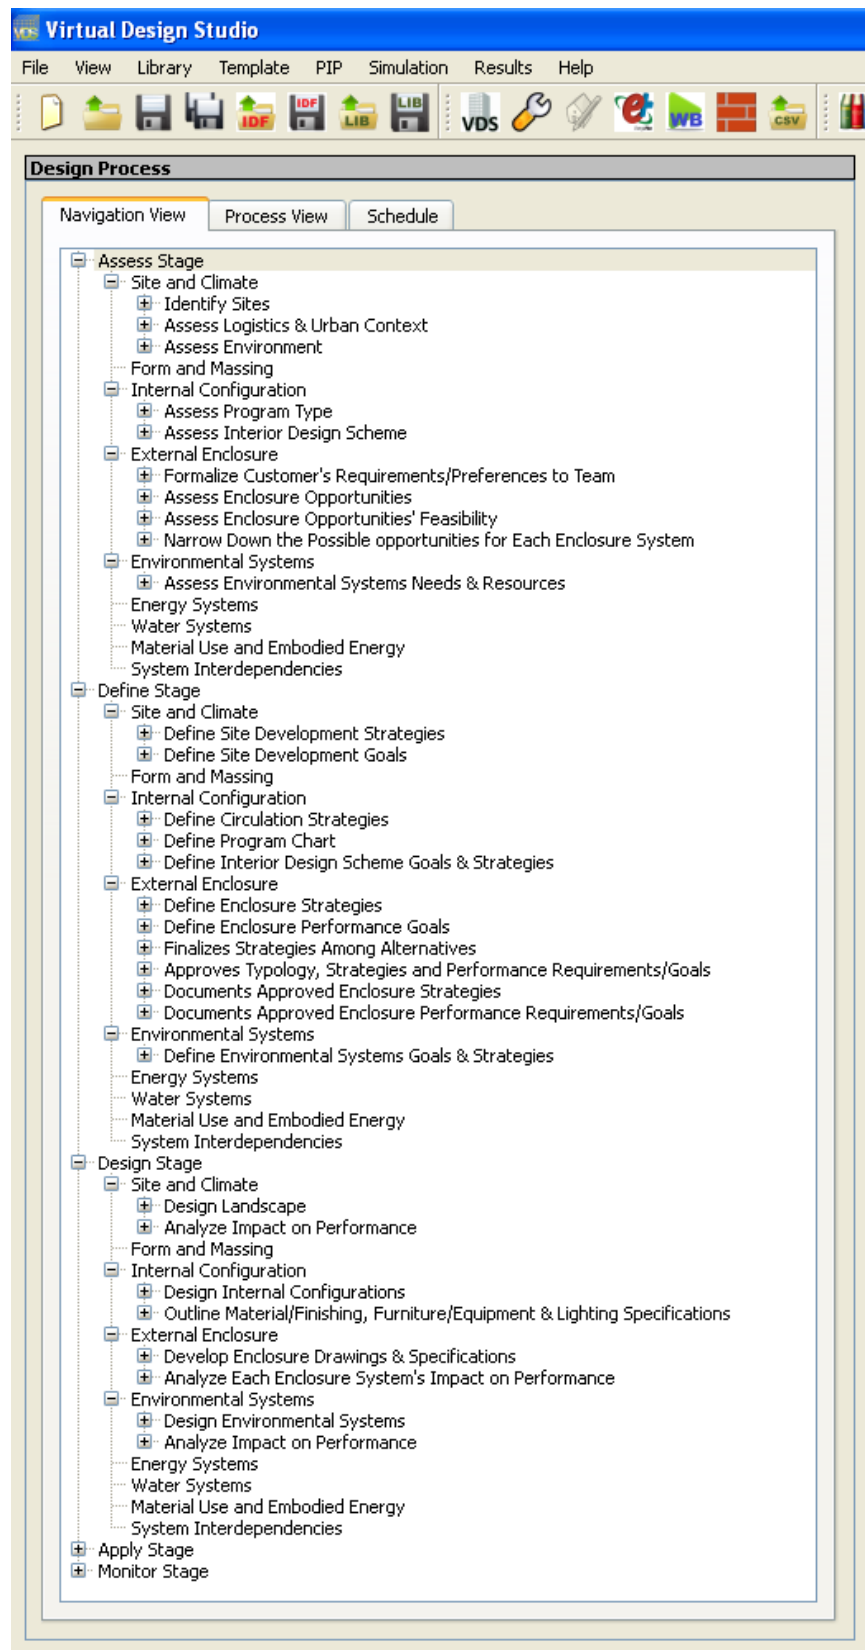 Virtual Design Studio
File View Library Template PIP Simulation Results Help
IDF IDF LIB LIB VDS WB CSV
Design Process
Navigation View Process View Schedule
Assess Stage
Site and Climate
Identify Sites
Assess Logistics & Urban Context
Assess Environment
Form and Massing
Internal Configuration
Assess Program Type
Assess Interior Design Scheme
External Enclosure
Formalize Customer's Requirements/Preferences to Team
Assess Enclosure Opportunities
Assess Enclosure Opportunities' Feasibility
Narrow Down the Possible opportunities for Each Enclosure System
Environmental Systems
Assess Environmental Systems Needs & Resources
Energy Systems
Water Systems
Material Use and Embodied Energy
System Interdependencies
Define Stage
Site and Climate
Define Site Development Strategies
Define Site Development Goals
Form and Massing
Internal Configuration
Define Circulation Strategies
Define Program Chart
Define Interior Design Scheme Goals & Strategies
External Enclosure
Define Enclosure Strategies
Define Enclosure Performance Goals
Finalizes Strategies Among Alternatives
Approves Typology, Strategies and Performance Requirements/Goals
Documents Approved Enclosure Strategies
Documents Approved Enclosure Performance Requirements/Goals
Environmental Systems
Define Environmental Systems Goals & Strategies
Energy Systems
Water Systems
Material Use and Embodied Energy
System Interdependencies
Design Stage
Site and Climate
Design Landscape
Analyze Impact on Performance
Form and Massing
Internal Configuration
Design Internal Configurations
Outline Material/Finishing, Furniture/Equipment & Lighting Specifications
External Enclosure
Develop Enclosure Drawings & Specifications
Analyze Each Enclosure System's Impact on Performance
Environmental Systems
Design Environmental Systems
Analyze Impact on Performance
Energy Systems
Water Systems
Material Use and Embodied Energy
System Interdependencies
Apply Stage
Monitor Stage